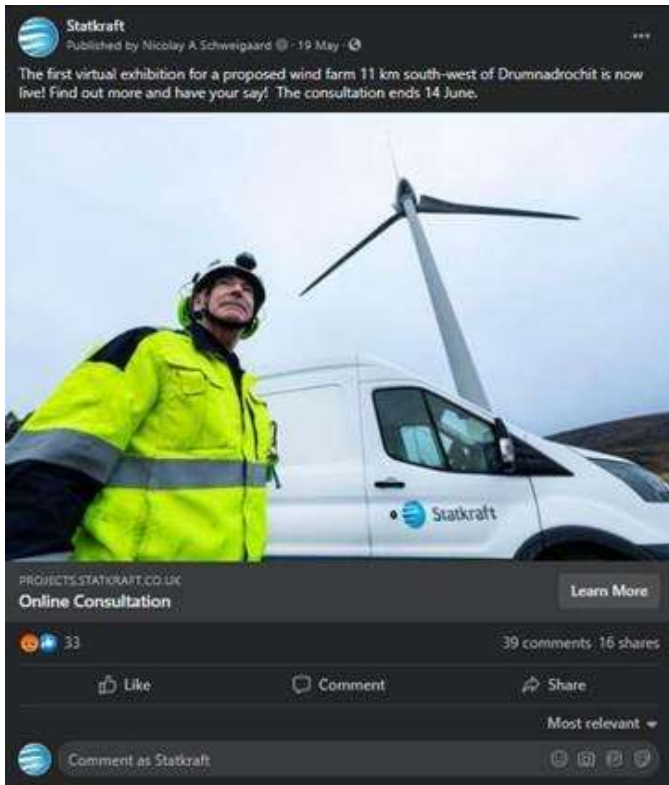 Statkraft
Published by Nicolay A Schweigaard · 19 May ·
The first virtual exhibition for a proposed wind farm 11 km south-west of Drumnadrochit is now
live! Find out more and have your say! The consultation ends 14 June.
Statkraft
PROJECTS.STATKRAFT.CO.UK
Online Consultation
Learn More
33
39 comments 16 shares
Like
Comment
Share
Most relevant
Comment as Statkraft